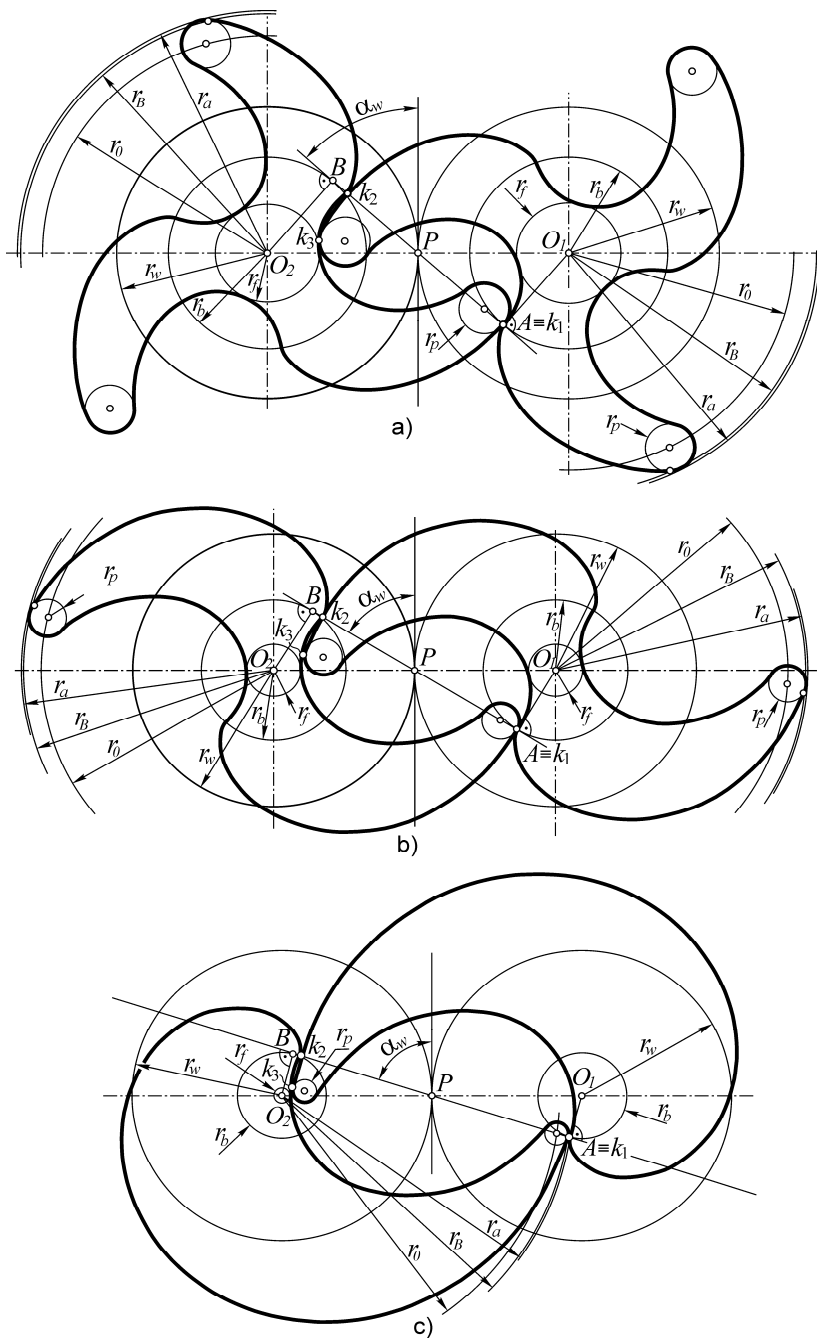 r_B
r_a
r_0
α_w
B
k_2
k_3
O_2
r_w
r_f
r_b
P
r_p
A≡k_1
r_f
r_b
r_w
O_1
r_0
r_B
r_a
r_p
a)
r_p
r_a
r_B
r_0
O_2
k_3
B
k_2
α_w
r_b
r_f
r_w
P
A≡k_1
r_w
r_b
O_1
r_f
r_0
r_B
r_a
r_p
b)
r_w
r_f
B
k_2
r_p
k_3
O_2
r_b
α_w
P
O_1
r_w
r_b
A≡k_1
r_a
r_B
r_0
c)